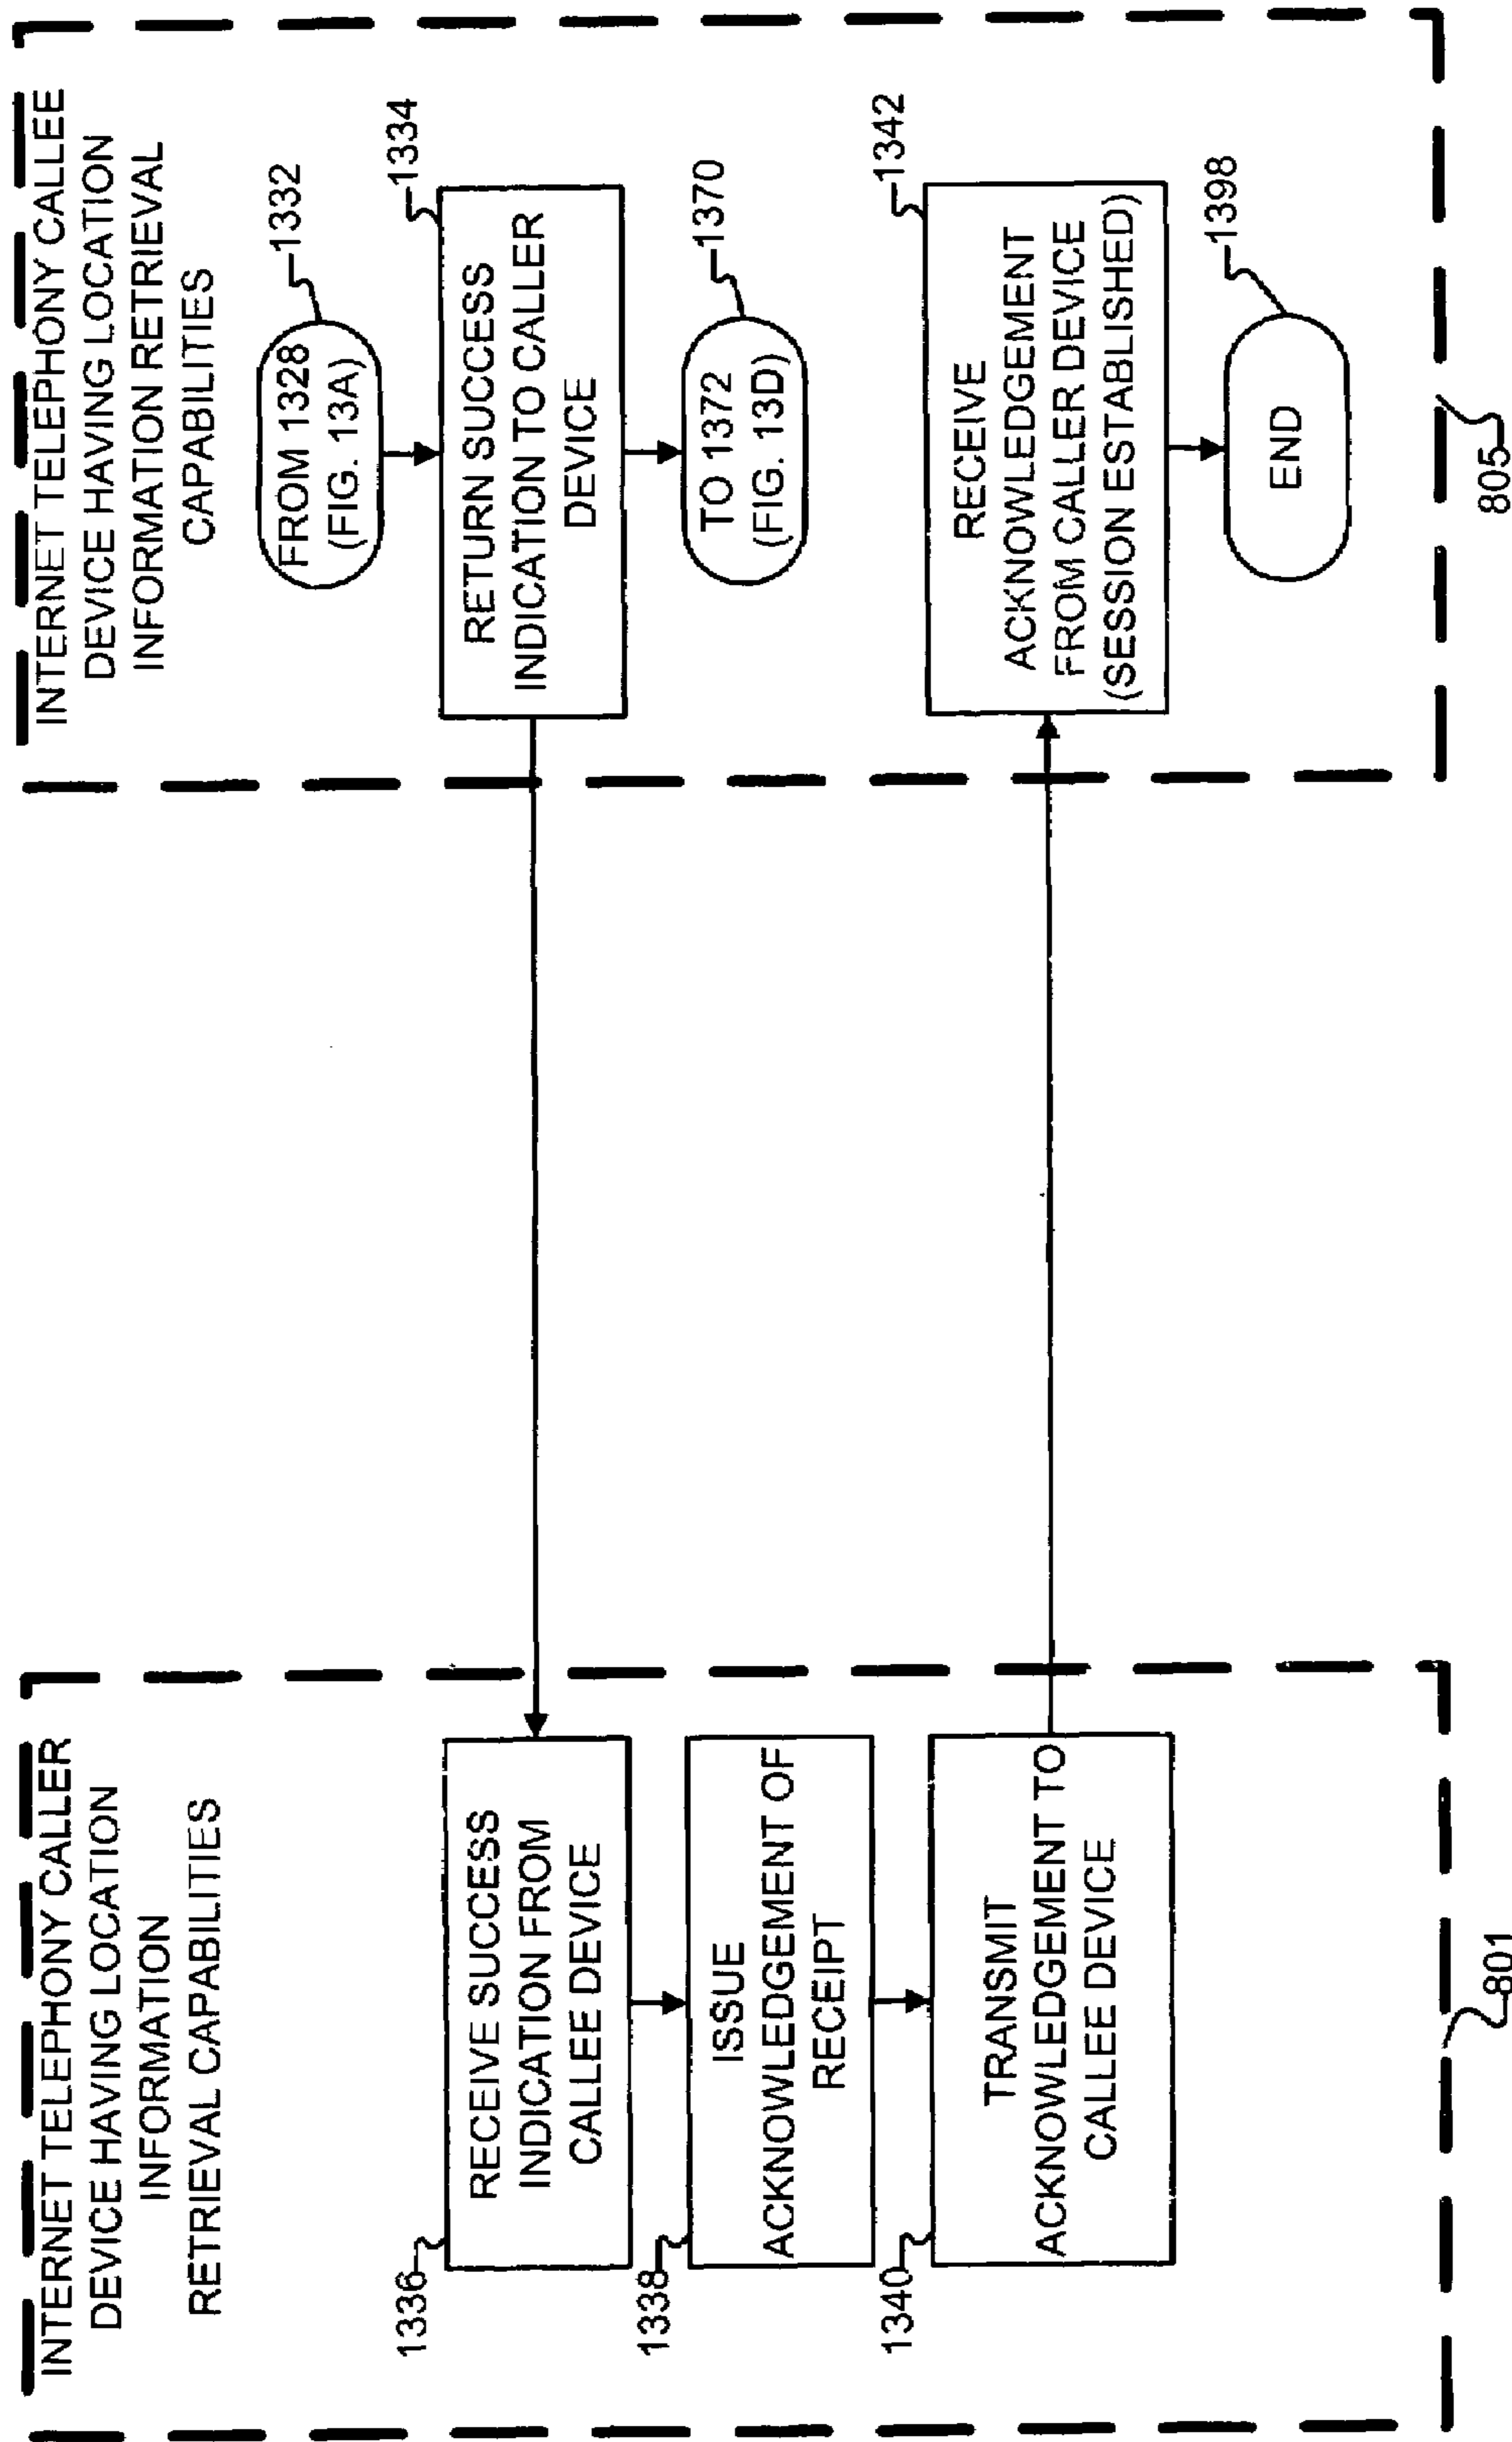 INTERNET TELEPHONY CALLER
DEVICE HAVING LOCATION
INFORMATION
RETRIEVAL CAPABILITIES
1336
RECEIVE SUCCESS
INDICATION FROM
CALLEE DEVICE
1338
ISSUE
ACKNOWLEDGEMENT OF
RECEIPT
1340
TRANSMIT
ACKNOWLEDGEMENT TO
CALLEE DEVICE
801
INTERNET TELEPHONY CALLEE
DEVICE HAVING LOCATION
INFORMATION RETRIEVAL
CAPABILITIES
FROM 1328
(FIG. 13A)
1332
RETURN SUCCESS
INDICATION TO CALLER
DEVICE
1334
TO 1372
(FIG. 13D)
1370
RECEIVE
ACKNOWLEDGEMENT
FROM CALLER DEVICE
(SESSION ESTABLISHED)
1342
END
1398
805